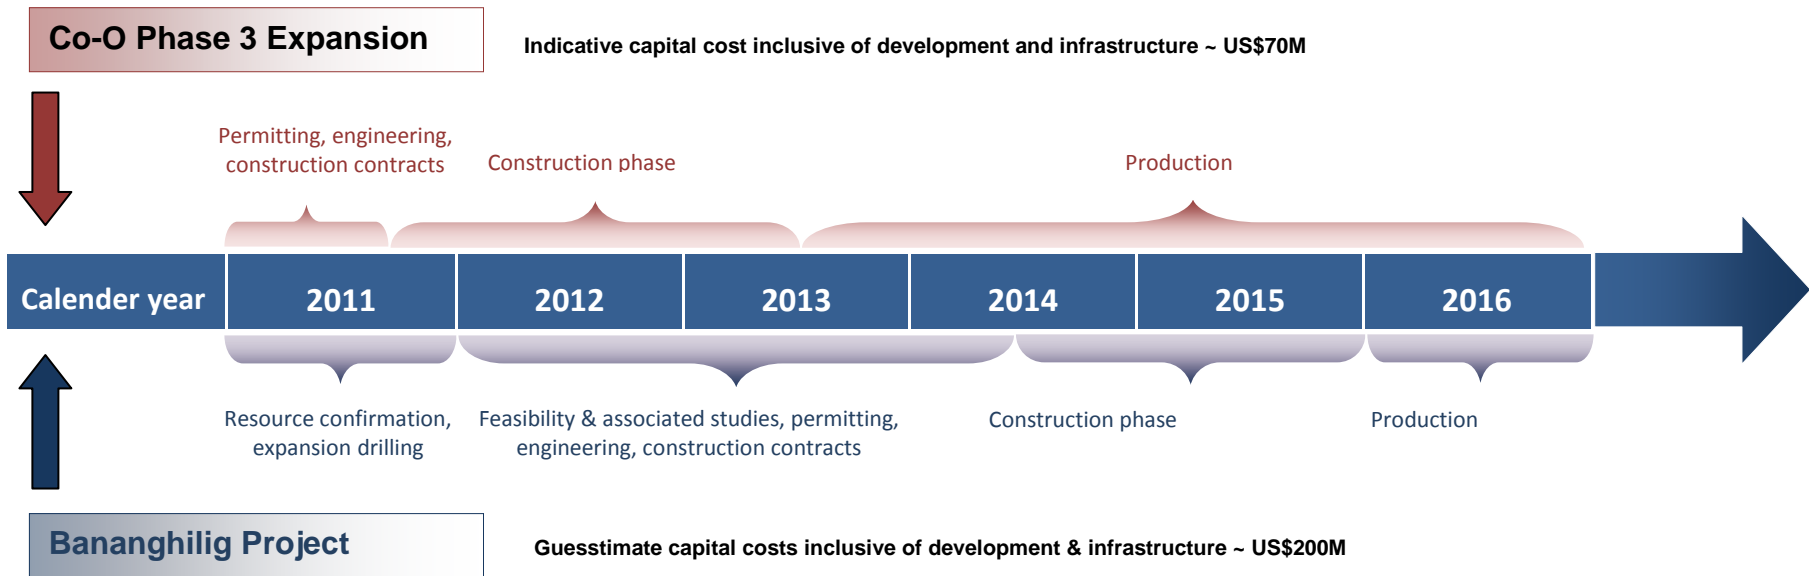 Co-O Phase 3 Expansion
Indicative capital cost inclusive of development and infrastructure ~ US$70M
Permitting, engineering,
construction contracts
Construction phase
Production
Calender year
2011
2012
2013
2014
2015
2016
Resource confirmation,
expansion drilling
Feasibility & associated studies, permitting,
engineering, construction contracts
Construction phase
Production
Bananghilig Project
Guesstimate capital costs inclusive of development & infrastructure ~ US$200M